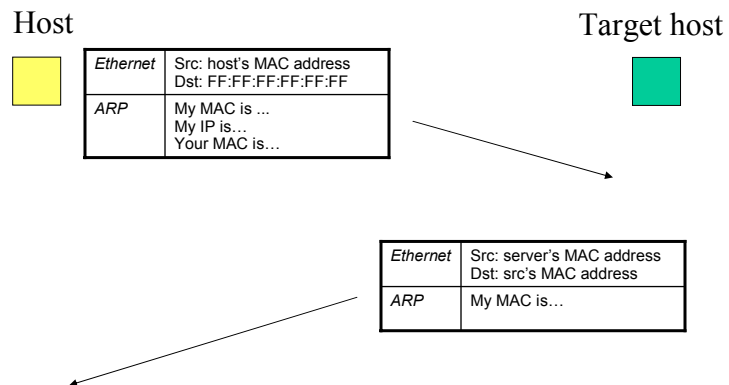 Host
Target host
Ethernet
Src: host's MAC address
Dst: FF:FF:FF:FF:FF:FF
ARP
My MAC is ...
My IP is…
Your MAC is…
Ethernet
Src: server's MAC address
Dst: src's MAC address
ARP
My MAC is…